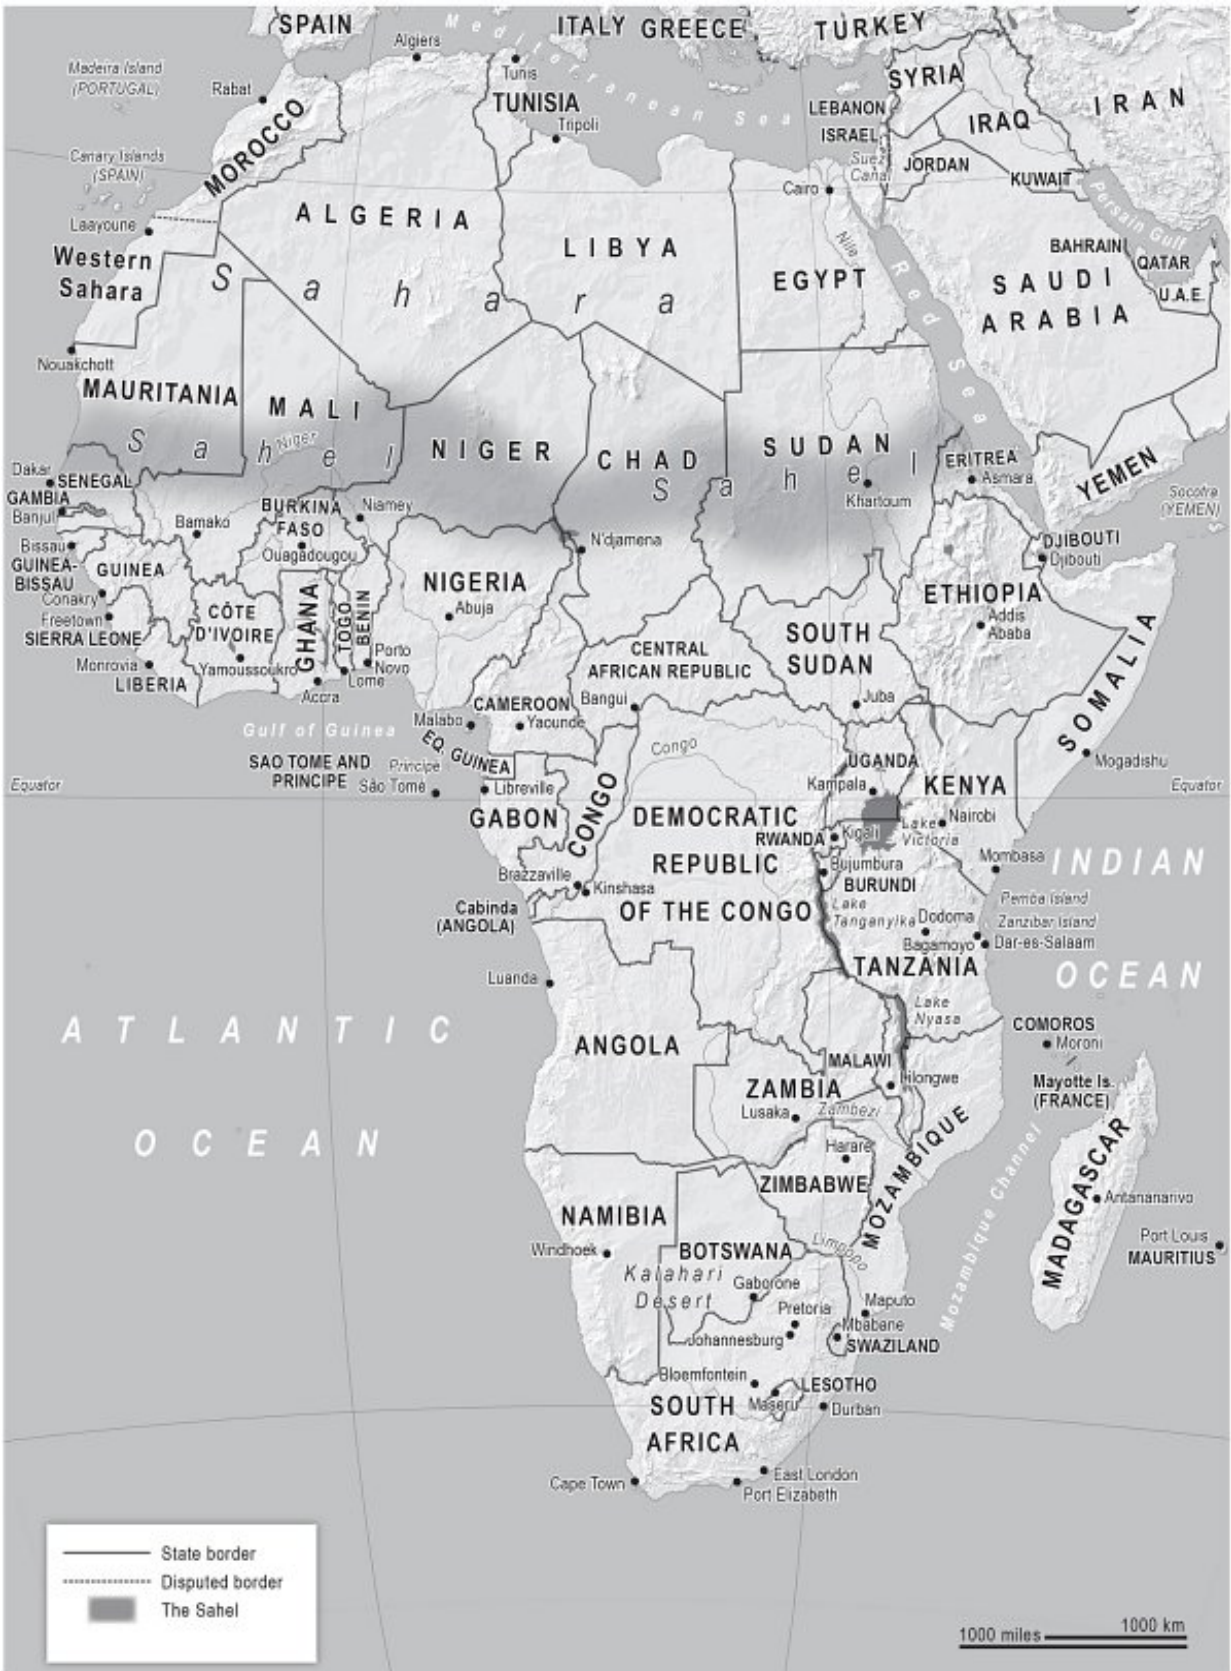 SPAIN
ITALY
GREECE
TURKEY
Algiers
Mediterranean Sea
Madeira Island
(PORTUGAL)
Tunis
Rabat
SYRIA
TUNISIA
LEBANON
IRAN
Tripoli
IRAQ
ISRAEL
MOROCCO
Canary Islands
(SPAIN)
Suez
Canal
JORDAN
KUWAIT
Cairo
Laayoune
ALGERIA
Persain Gulf
LIBYA
Nile
BAHRAIN
Western
Sahara
QATAR
EGYPT
Red Sea
SAUDI
ARABIA
U.A.E.
Sahara
Nouakchott
MAURITANIA
MALI
Sahel
Niger
NIGER
CHAD
SUDAN
Sahel
ERITREA
Asmara
YEMEN
Dakar
SENEGAL
GAMBIA
Banjul
Khartoum
Socotra
(YEMEN)
BURKINA
FASO
Niamey
Bamako
Ouagadougou
N'djamena
DJIBOUTI
Djibouti
Bissau
GUINEA-
BISSAU
GUINEA
NIGERIA
ETHIOPIA
Conakry
Freetown
SIERRA LEONE
CÔTE
D'IVOIRE
GHANA
TOGO
BENIN
Abuja
Addis
Ababa
SOUTH
SUDAN
SOMALIA
Monrovia
LIBERIA
Yamoussoukro
Porto
Novo
Lome
Accra
CENTRAL
AFRICAN REPUBLIC
Bangui
Juba
Gulf of Guinea
Malabo
CAMEROON
Yaounde
EQ. GUINEA
Congo
UGANDA
Mogadishu
SAO TOME AND
PRINCIPE
Principe
São Tomé
Equator
Libreville
Kampala
KENYA
Equator
GABON
CONGO
DEMOCRATIC
REPUBLIC
OF THE CONGO
RWANDA
Kigali
Lake
Victoria
Nairobi
Brazzaville
Kinshasa
Bujumbura
BURUNDI
Mombasa
INDIAN
OCEAN
Cabinda
(ANGOLA)
Lake
Tanganyika
Dodoma
Pemba Island
Zanzibar Island
Bagamoyo
Dar-es-Salaam
TANZANIA
Luanda
Lake
Nyasa
ATLANTIC
OCEAN
ANGOLA
COMOROS
Moroni
MALAWI
Lilongwe
Mayotte Is.
(FRANCE)
ZAMBIA
Lusaka
Zambezi
MOZAMBIQUE
Harare
ZIMBABWE
Mozambique Channel
MADAGASCAR
Antananarivo
NAMIBIA
Windhoek
BOTSWANA
Limpopo
Port Louis
MAURITIUS
Kalahari
Desert
Gaborone
Pretoria
Maputo
Johannesburg
Mbabane
SWAZILAND
Bloemfontein
LESOTHO
Maseru
Durban
SOUTH
AFRICA
Cape Town
East London
Port Elizabeth
State border
Disputed border
The Sahel
1000 km
1000 miles